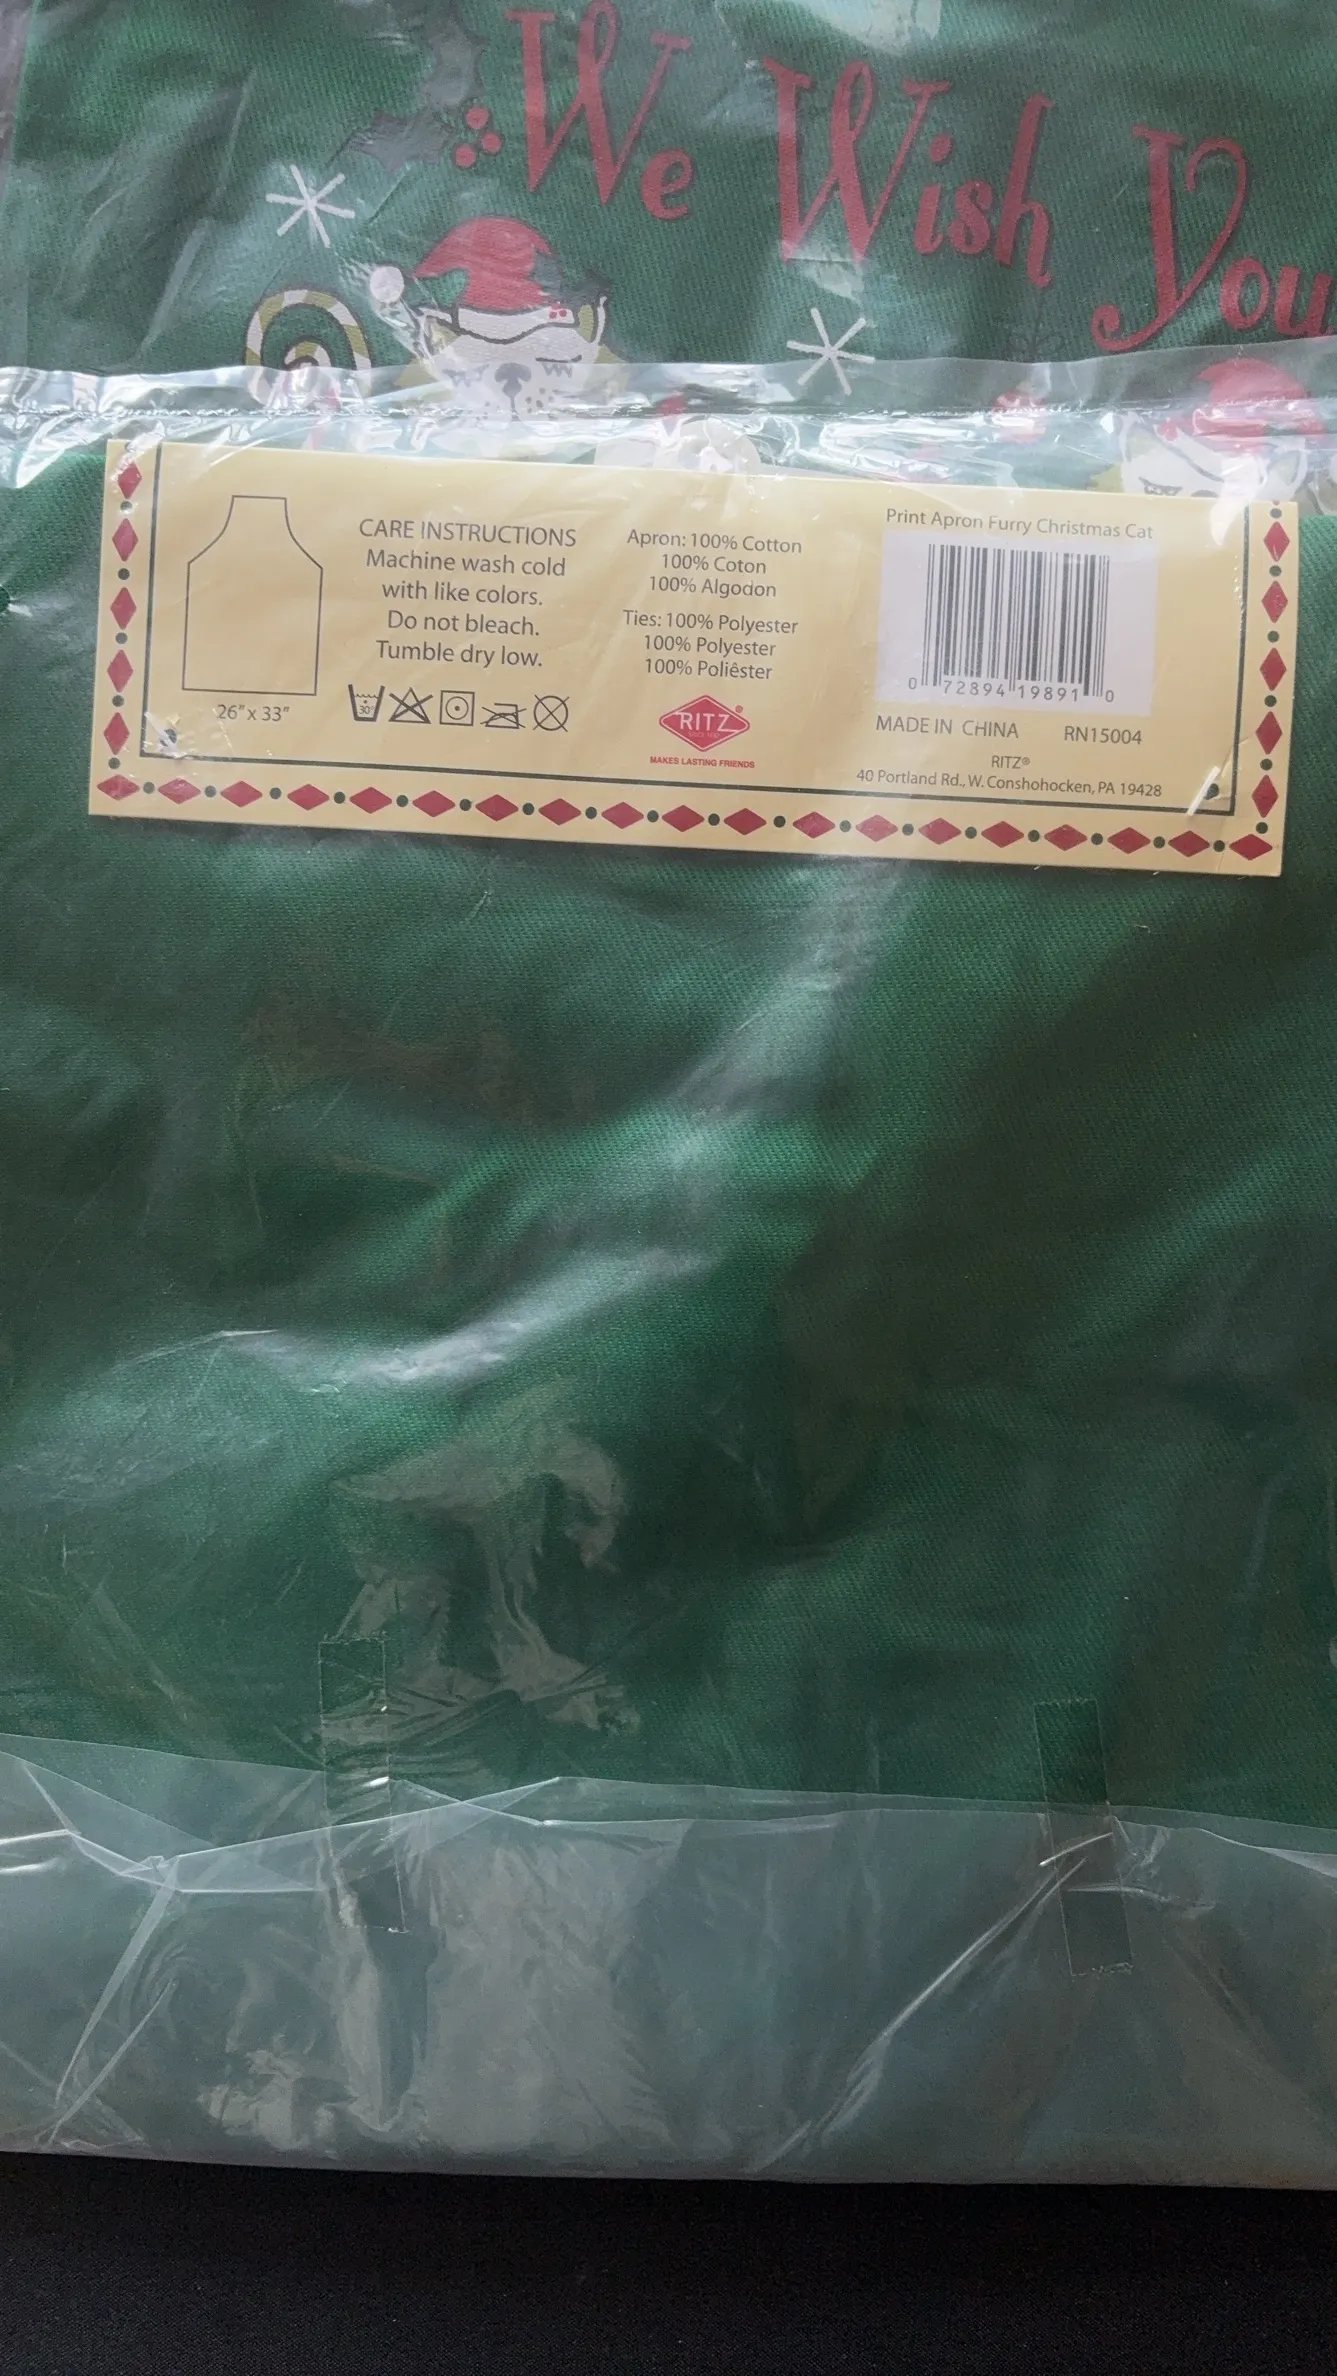 We Wish You
26" x 33"
CARE INSTRUCTIONS
Machine wash cold
with like colors.
Do not bleach.
Tumble dry low.
30°
Apron: 100% Cotton
100% Coton
100% Algodon
Ties: 100% Polyester
100% Polyester
100% Poliêster
RITZ®
MAKES LASTING FRIENDS
Print Apron Furry Christmas Cat
0 72894 19891 0
MADE IN CHINA RN15004
RITZ®
40 Portland Rd., W. Conshohocken, PA 19428